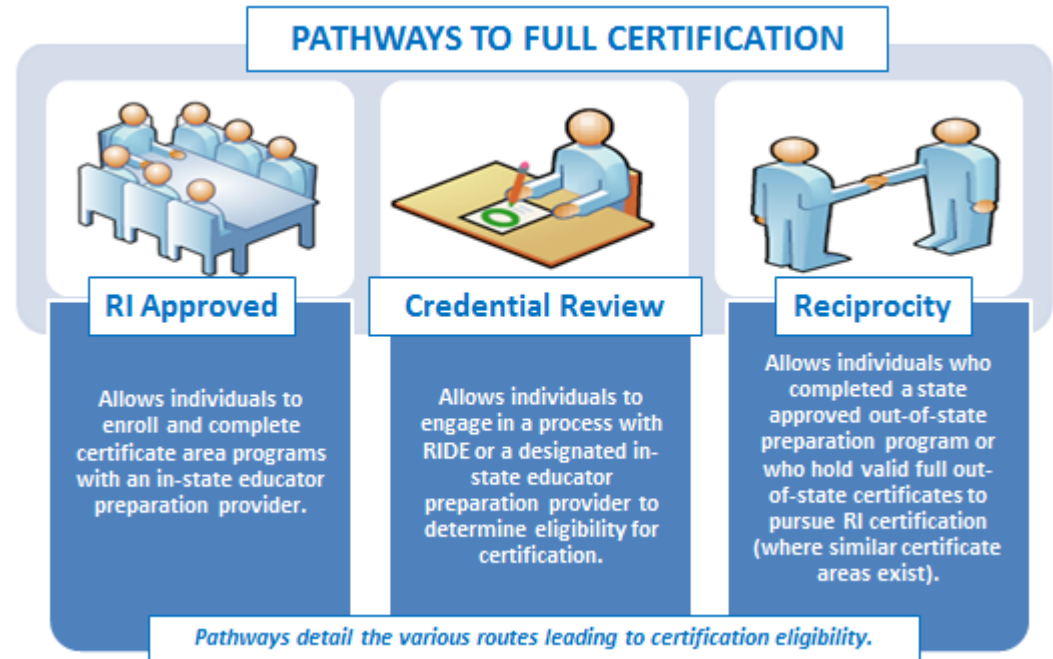 PATHWAYS TO FULL CERTIFICATION
RI Approved
Allows individuals to
enroll and complete
certificate area programs
with an in-state educator
preparation provider.
Credential Review
Allows individuals to
engage in a process with
RIDE or a designated in-
state educator
preparation provider to
determine eligibility for
certification.
Reciprocity
Allows individuals who
completed a state
approved out-of-state
preparation program or
who hold valid full out-
of-state certificates to
pursue RI certification
(where similar certificate
areas exist).
Pathways detail the various routes leading to certification eligibility.